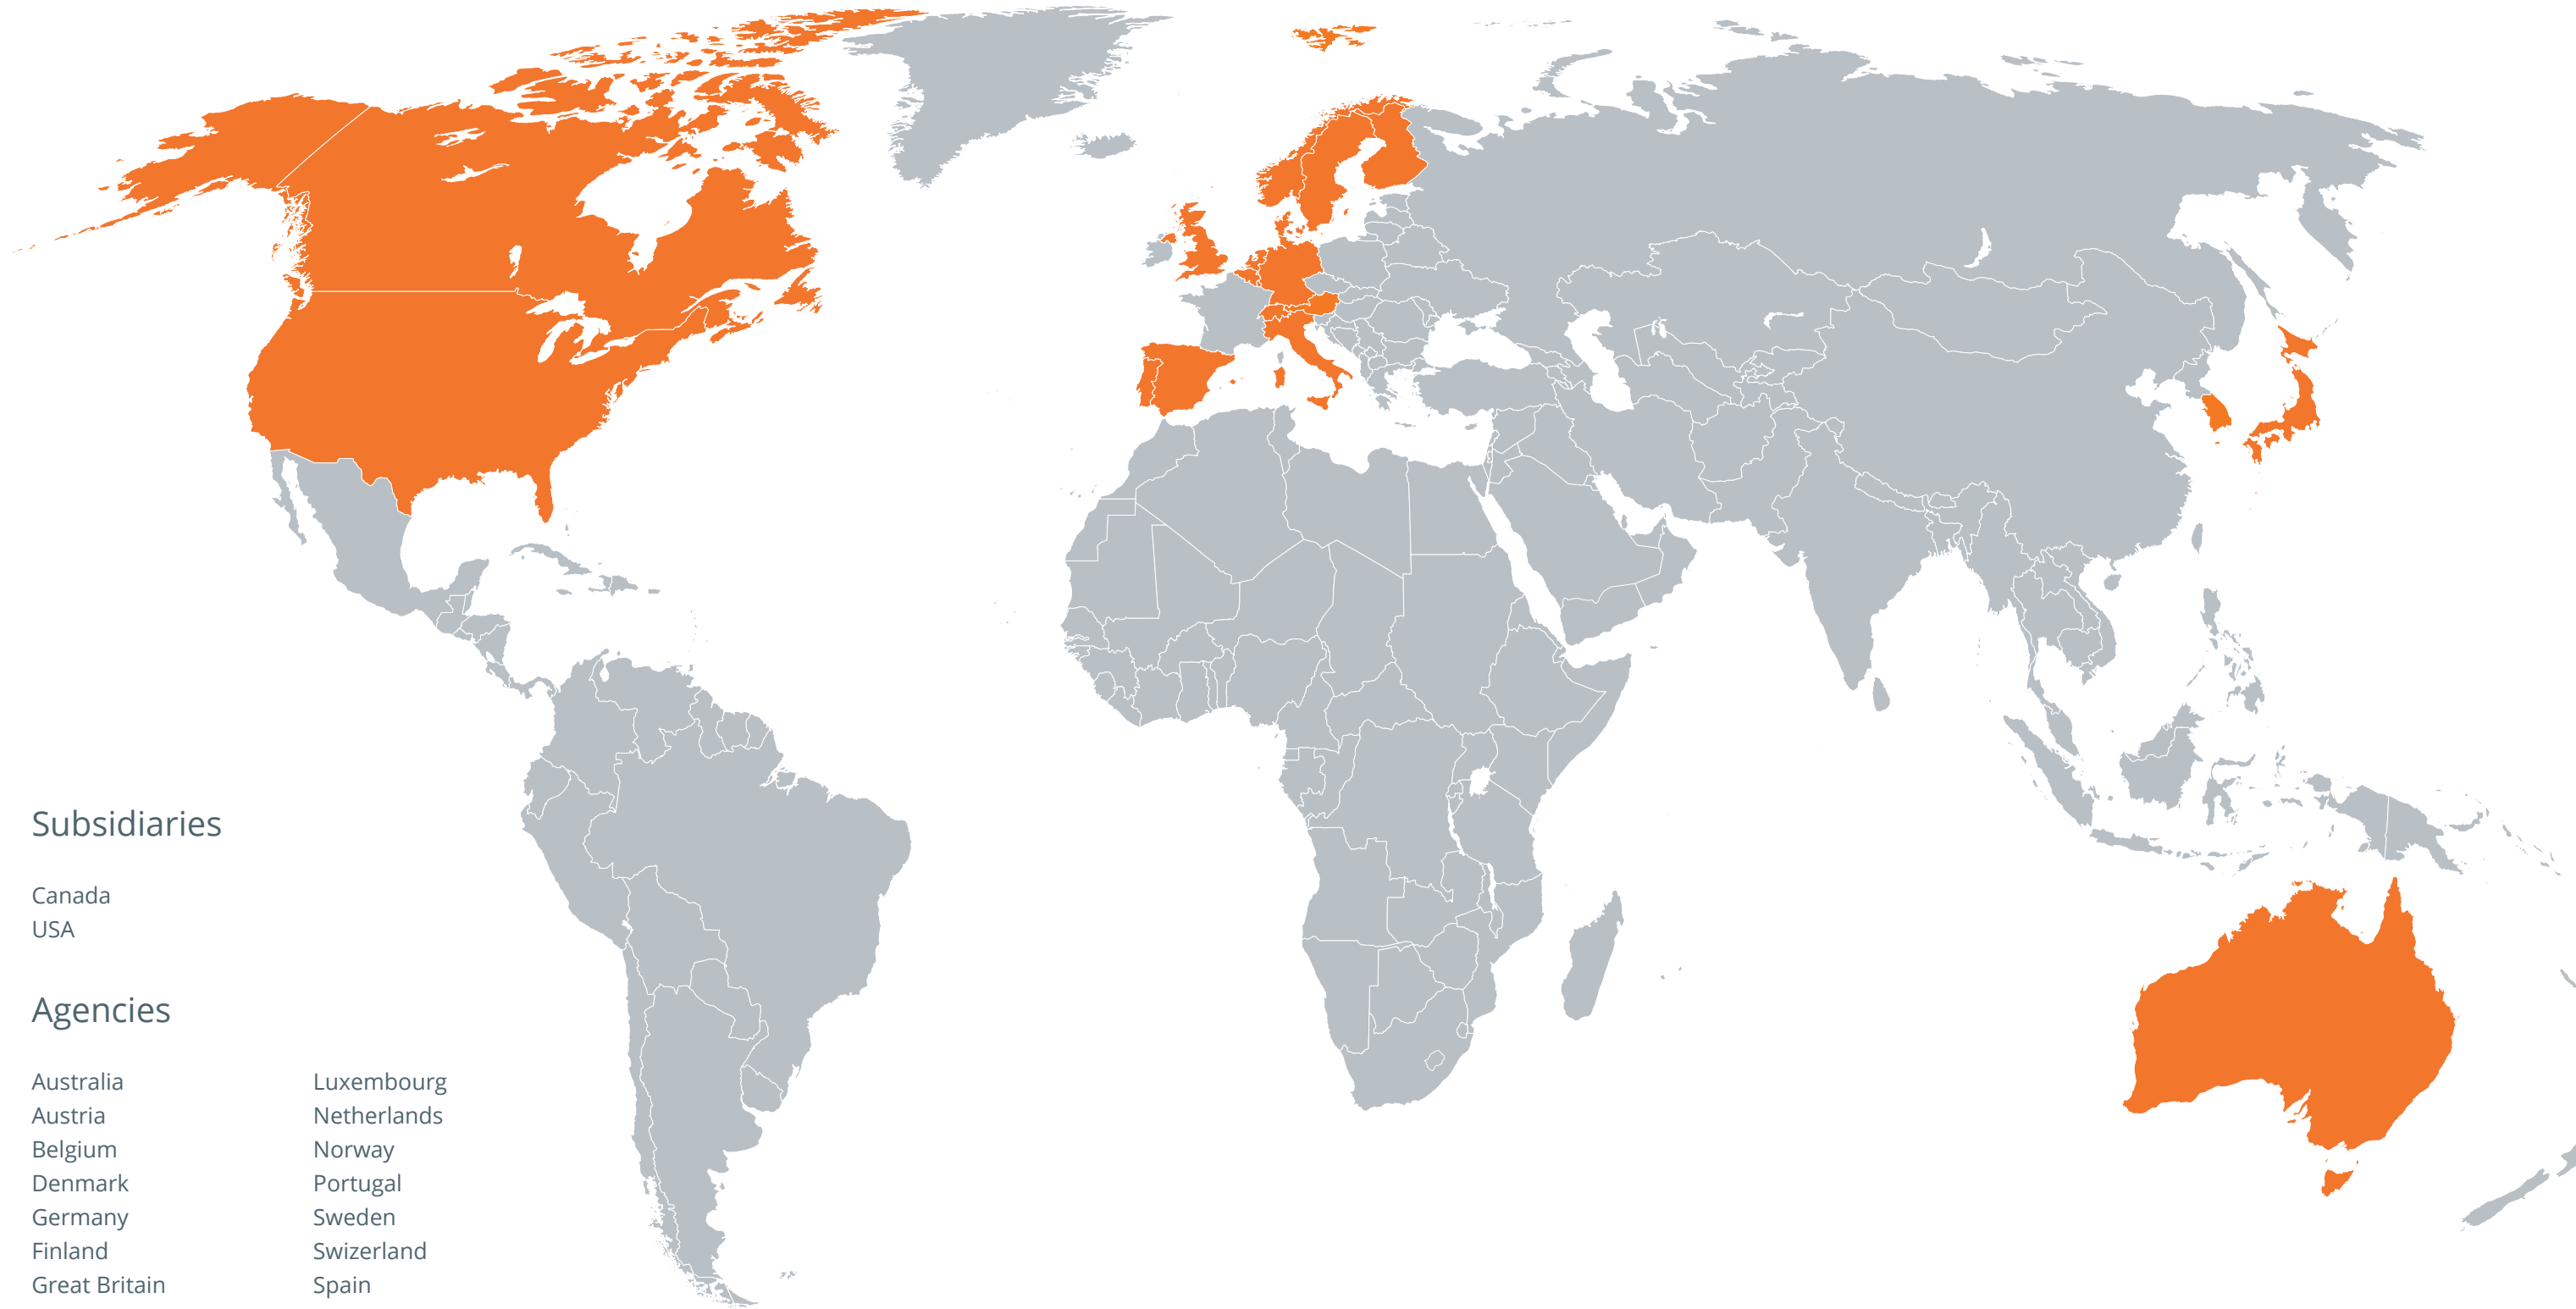 Subsidiaries
Canada
USA
Agencies
Australia
Austria
Belgium
Denmark
Germany
Finland
Great Britain
Luxembourg
Netherlands
Norway
Portugal
Sweden
Swizerland
Spain